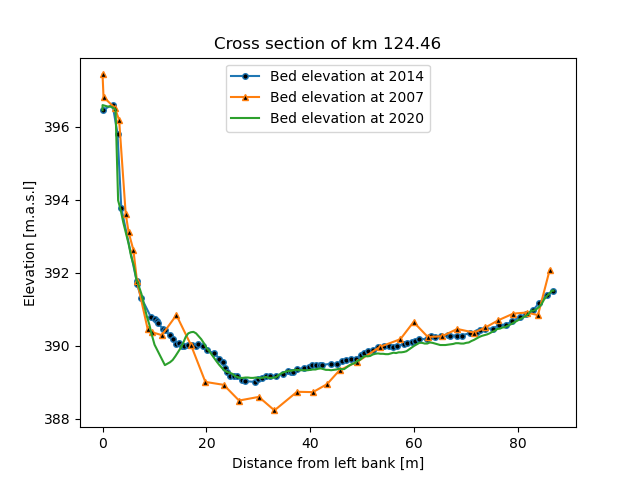 Cross section of km 124.46
Bed elevation at 2014
Bed elevation at 2007
Bed elevation at 2020
Elevation [m.a.s.l]
396
394
392
390
388
0 20 40 60 80
Distance from left bank [m]